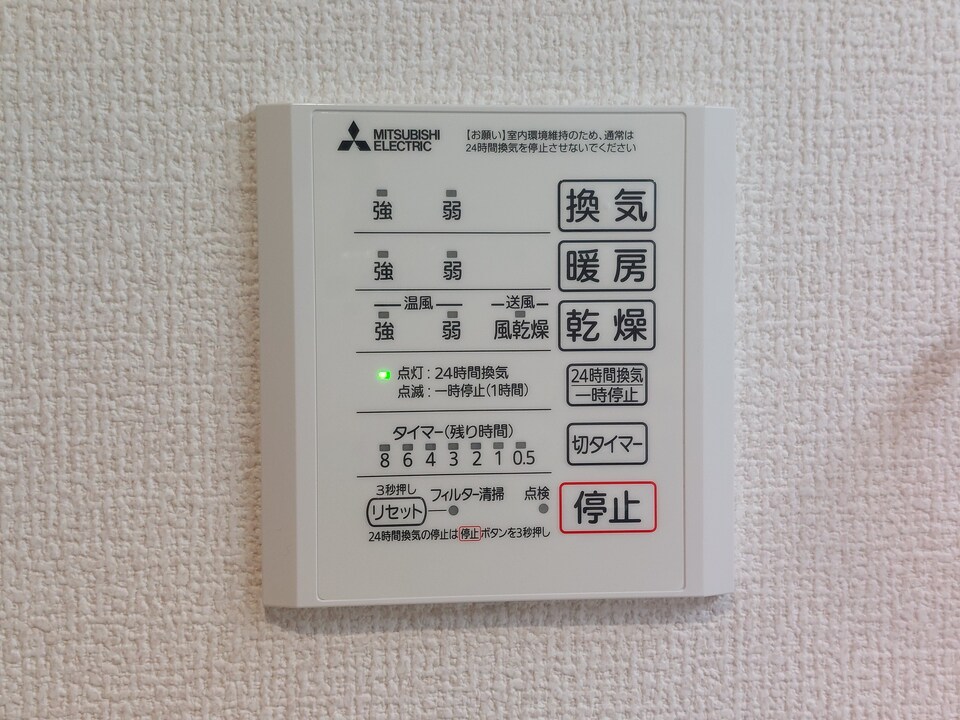 MITSUBISHI
ELECTRIC
【お願い】室内環境維持のため、通常は
24時間換気を停止させないでください
強 弱 換気
強 弱 暖房
温風 送風
強 弱 風乾燥 乾燥
点灯:24時間換気
点滅:一時停止(1時間)
24時間換気
一時停止
タイマー(残り時間)
8 6 4 3 2 1 0.5
切タイマー
3秒押し
リセット フィルター清掃 点検
停止
24時間換気の停止は停止ボタンを3秒押し